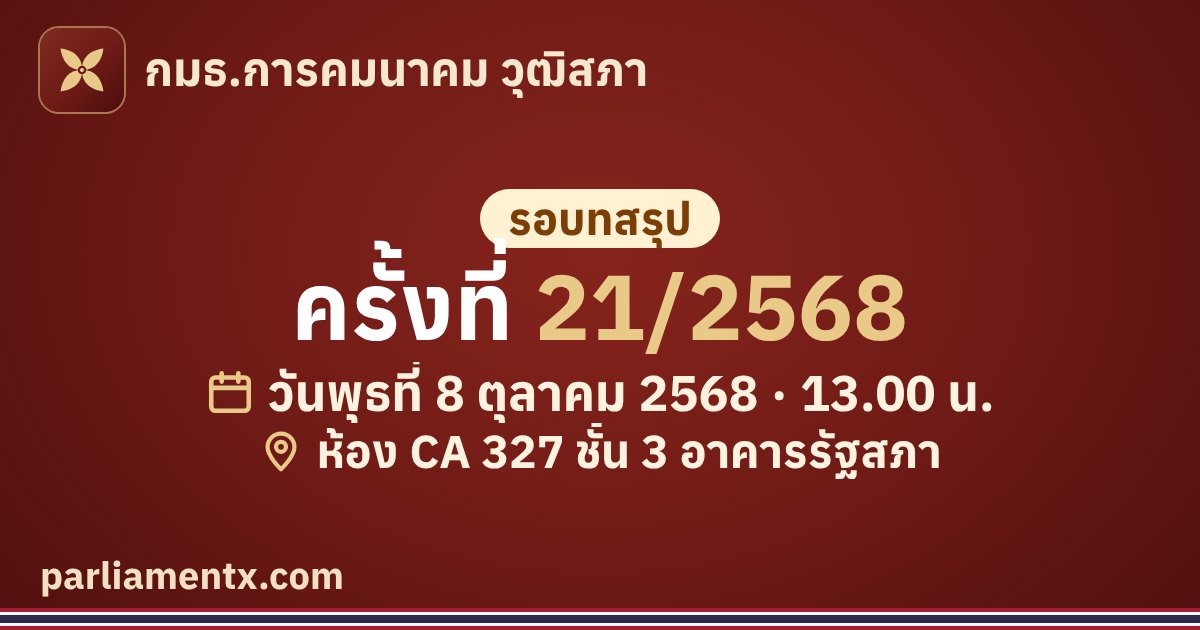 กมธ.การคมนาคม วุฒิสภา
รอบทสรุป
ครั้งที่ 21/2568
วันพุธที่ 8 ตุลาคม 2568 · 13.00 น.
ห้อง CA 327 ชั้น 3 อาคารรัฐสภา
parliamentx.com